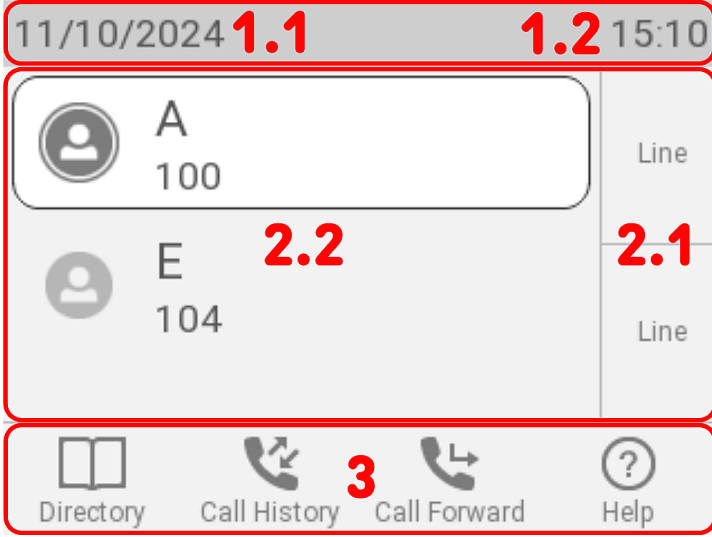 11/10/2024 1.1 1.2 15:10
A
100
Line
2.2 2.1
E
104
Line
3
Directory Call History Call Forward Help